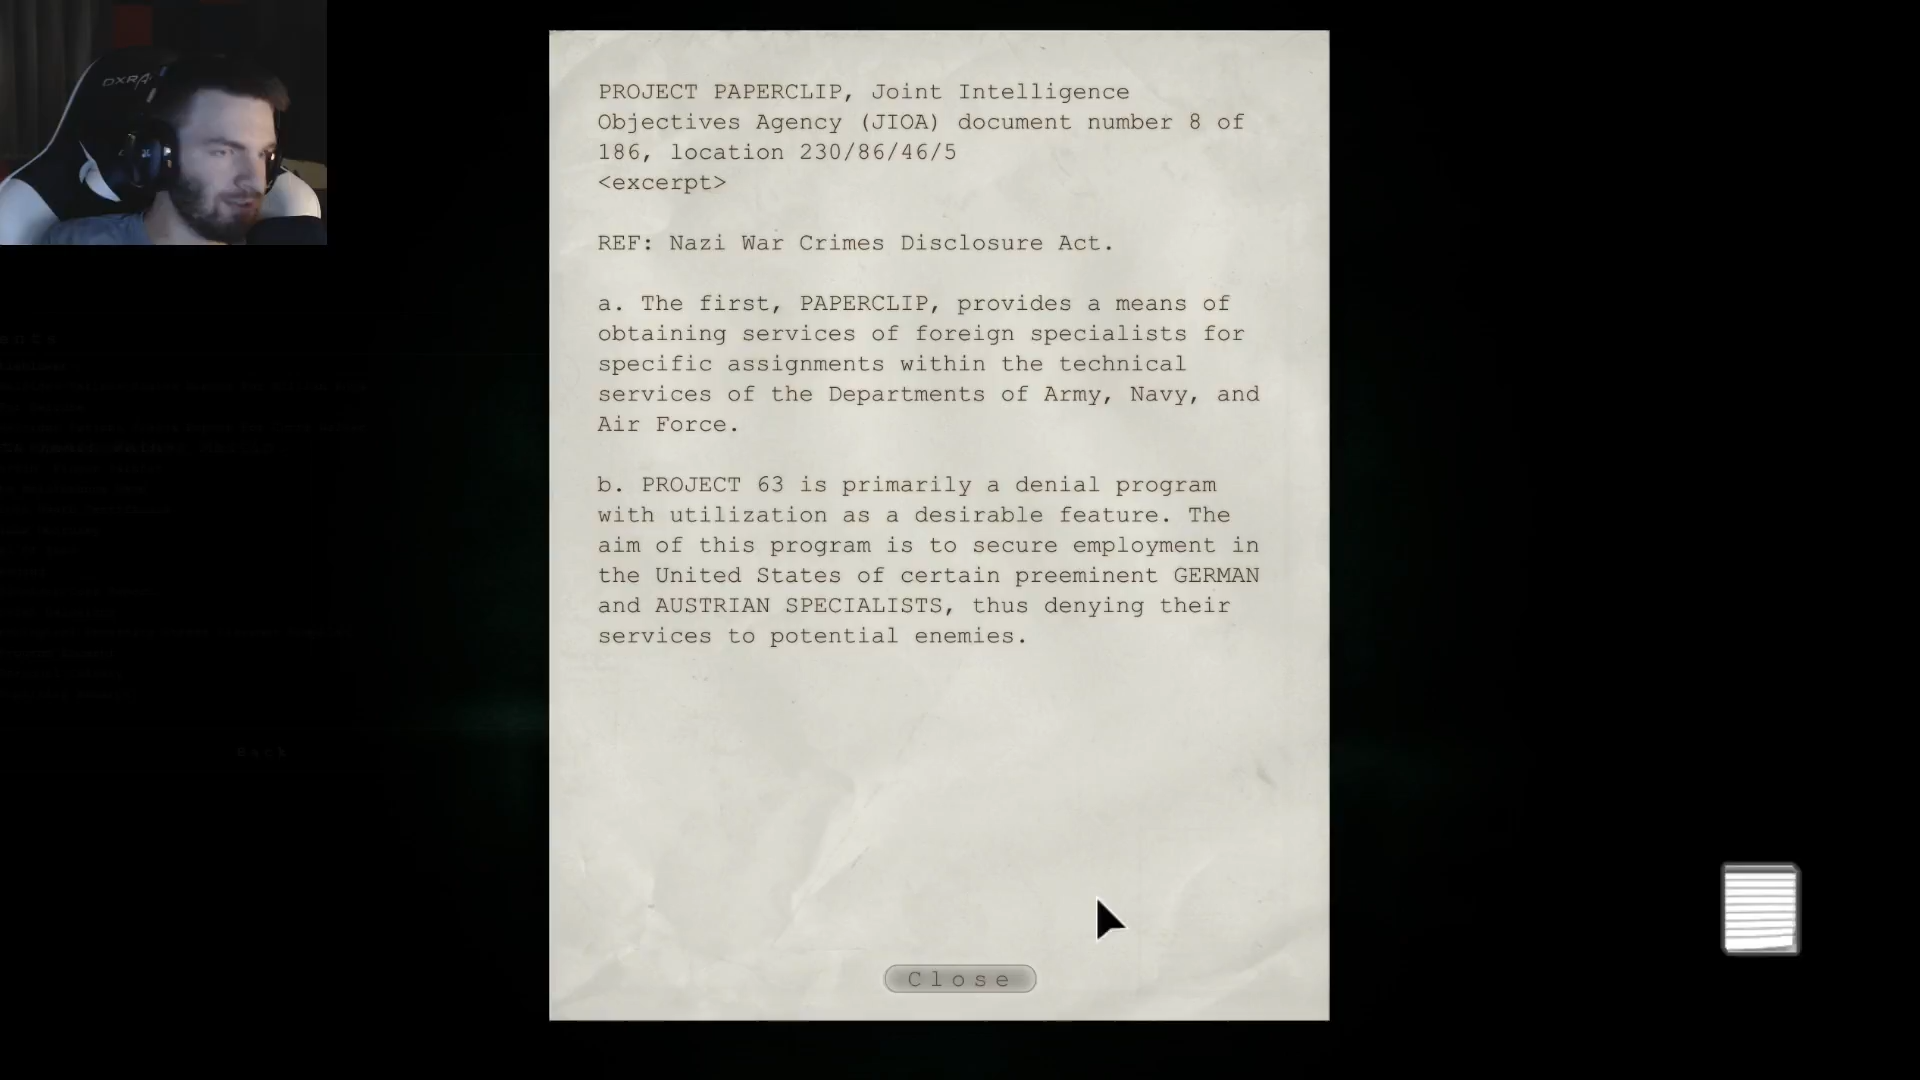 DXRA
PROJECT PAPERCLIP, Joint Intelligence
Objectives Agency (JIOA) document number 8 of
186, location 230/86/46/5
<excerpt>
REF: Nazi War Crimes Disclosure Act.
a. The first, PAPERCLIP, provides a means of
obtaining services of foreign specialists for
specific assignments within the technical
services of the Departments of Army, Navy, and
Air Force.
b. PROJECT 63 is primarily a denial program
with utilization as a desirable feature. The
aim of this program is to secure employment in
the United States of certain preeminent GERMAN
and AUSTRIAN SPECIALISTS, thus denying their
services to potential enemies.
Back
Close